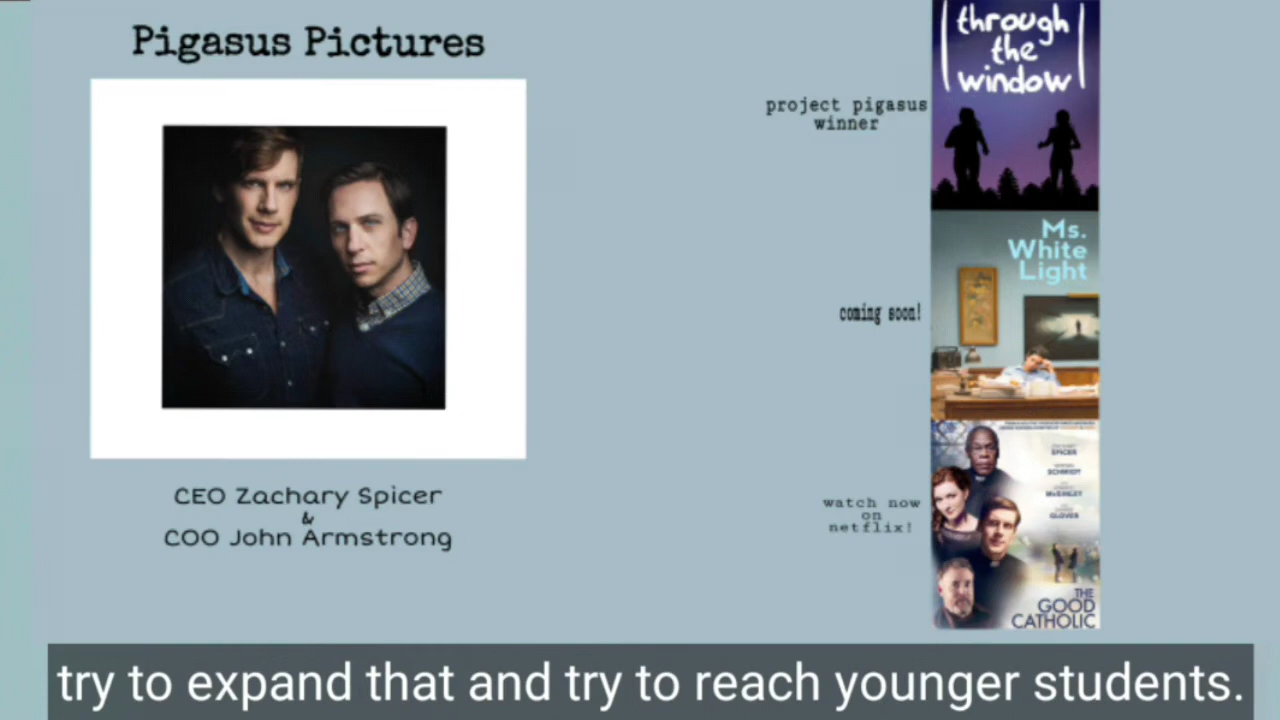 Pigasus Pictures
CEO Zachary Spicer
&
COO John Armstrong
project pigasus
winner
through
the
window
coming soon!
Ms.
White
Light
watch now
on
netflix!
SPICER
SCHMIDT
McGINLEY
GLOVER
THE
GOOD
CATHOLIC
try to expand that and try to reach younger students.